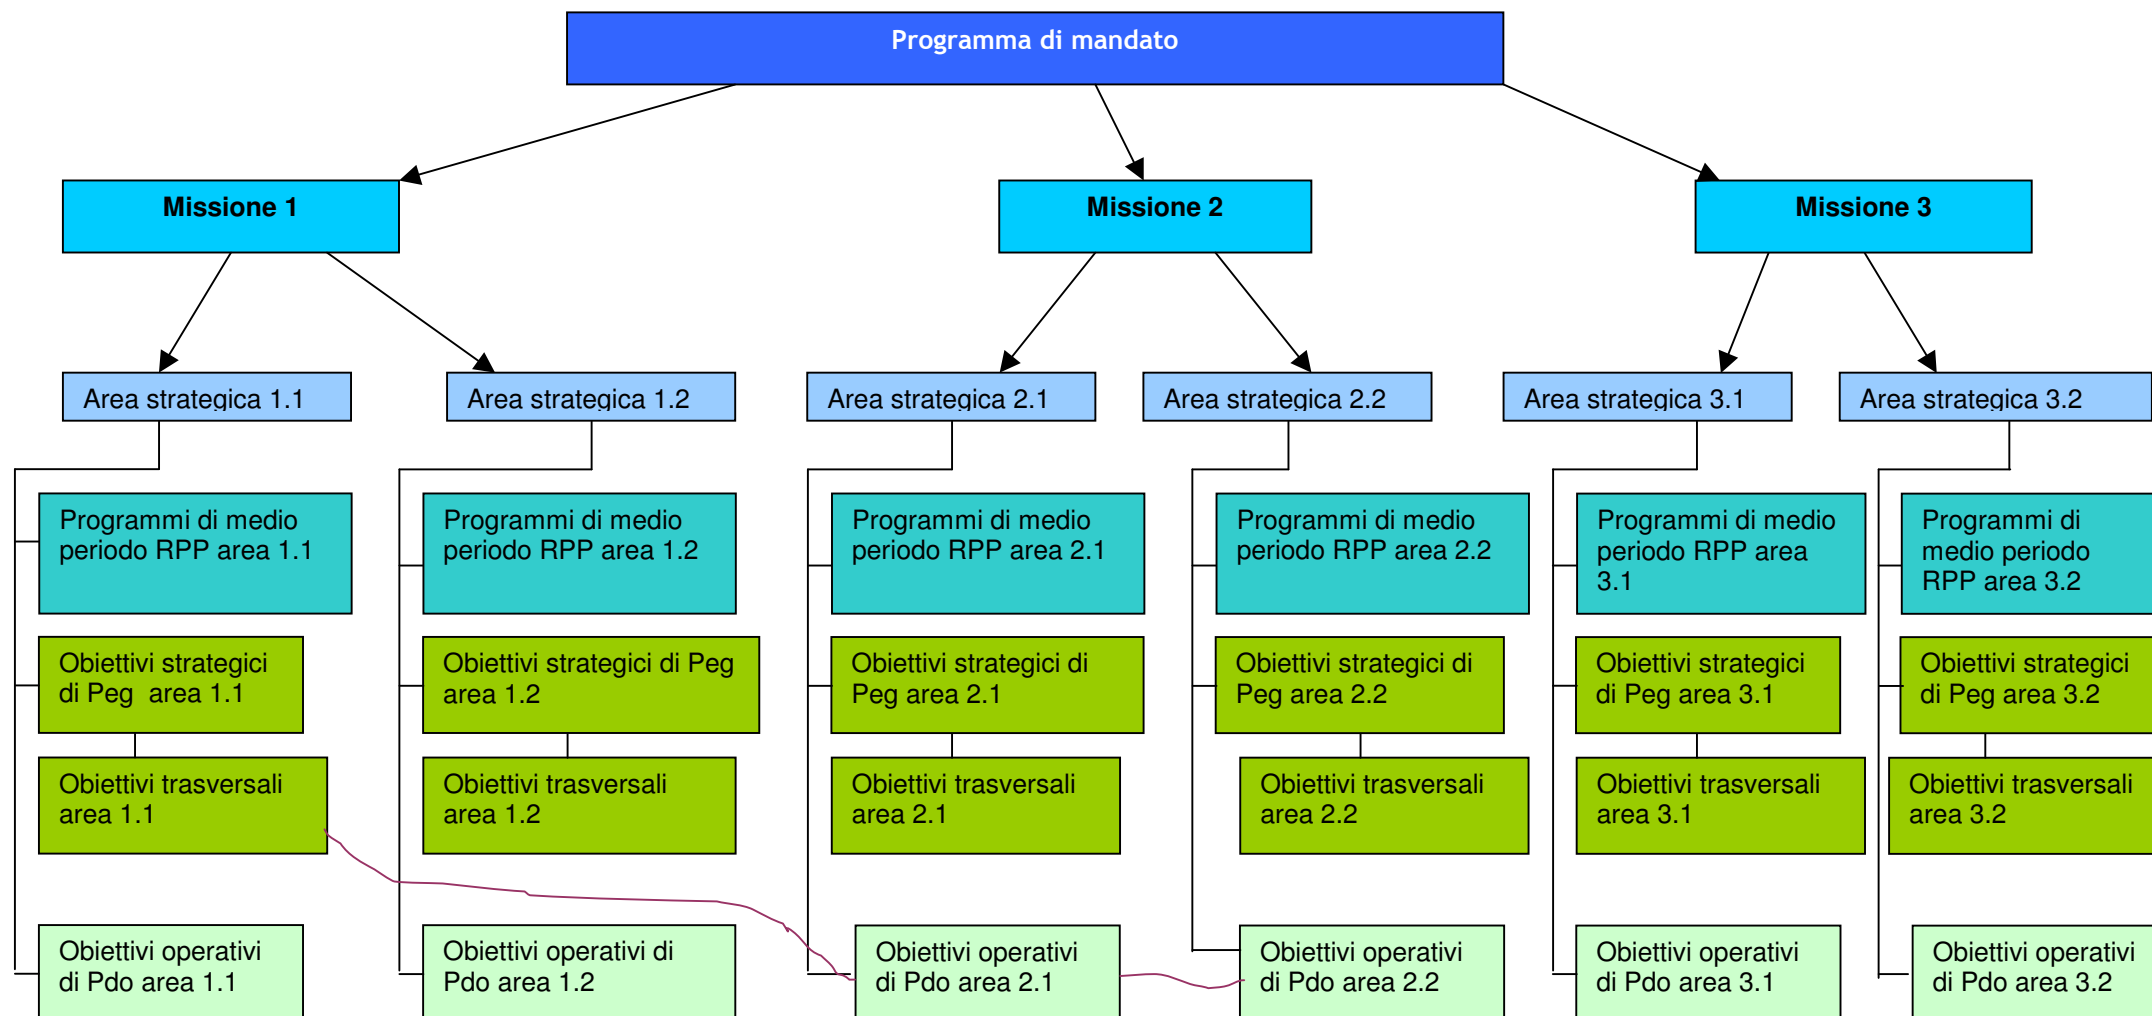 Programma di mandato
Missione 1
Missione 2
Missione 3
Area strategica 1.1
Area strategica 1.2
Area strategica 2.1
Area strategica 2.2
Area strategica 3.1
Area strategica 3.2
Programmi di medio
periodo RPP area 1.1
Programmi di medio
periodo RPP area 1.2
Programmi di medio
periodo RPP area 2.1
Programmi di medio
periodo RPP area 2.2
Programmi di medio
periodo RPP area
3.1
Programmi di
medio periodo
RPP area 3.2
Obiettivi strategici
di Peg  area 1.1
Obiettivi strategici di Peg
area 1.2
Obiettivi strategici di
Peg area 2.1
Obiettivi strategici di
Peg area 2.2
Obiettivi strategici
di Peg area 3.1
Obiettivi strategici
di Peg area 3.2
Obiettivi trasversali
area 1.1
Obiettivi trasversali
area 1.2
Obiettivi trasversali
area 2.1
Obiettivi trasversali
area 2.2
Obiettivi trasversali
area 3.1
Obiettivi trasversali
area 3.2
Obiettivi operativi
di Pdo area 1.1
Obiettivi operativi di
Pdo area 1.2
Obiettivi operativi
di Pdo area 2.1
Obiettivi operativi
di Pdo area 2.2
Obiettivi operativi
di Pdo area 3.1
Obiettivi operativi
di Pdo area 3.2